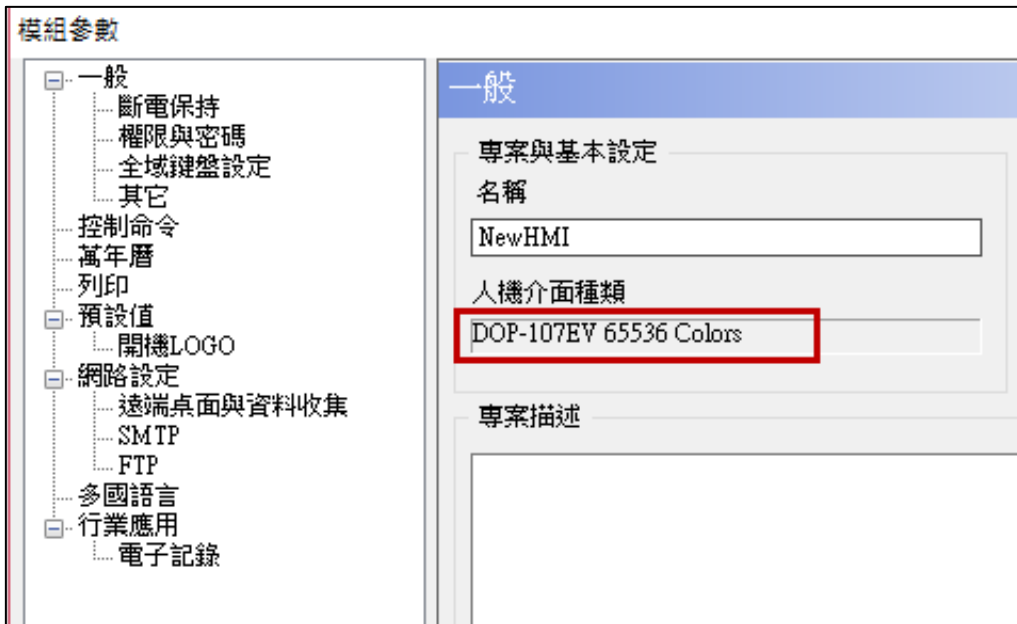 模組參數
一般
斷電保持
權限與密碼
全域鍵盤設定
其它
控制命令
萬年曆
列印
預設值
開機LOGO
網路設定
遠端桌面與資料收集
SMTP
FTP
多國語言
行業應用
電子記錄
一般
專案與基本設定
名稱
NewHMI
人機介面種類
DOP-107EV 65536 Colors
專案描述